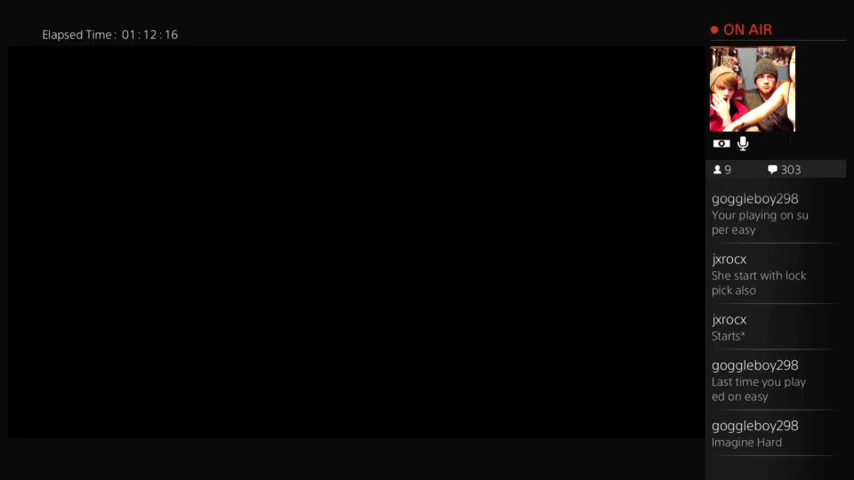 Elapsed Time: 01:12:16
ON AIR
9
303
goggleboy298
Your playing on su
per easy
jxrocx
She start with lock
pick also
jxrocx
Starts*
goggleboy298
Last time you play
ed on easy
goggleboy298
Imagine Hard